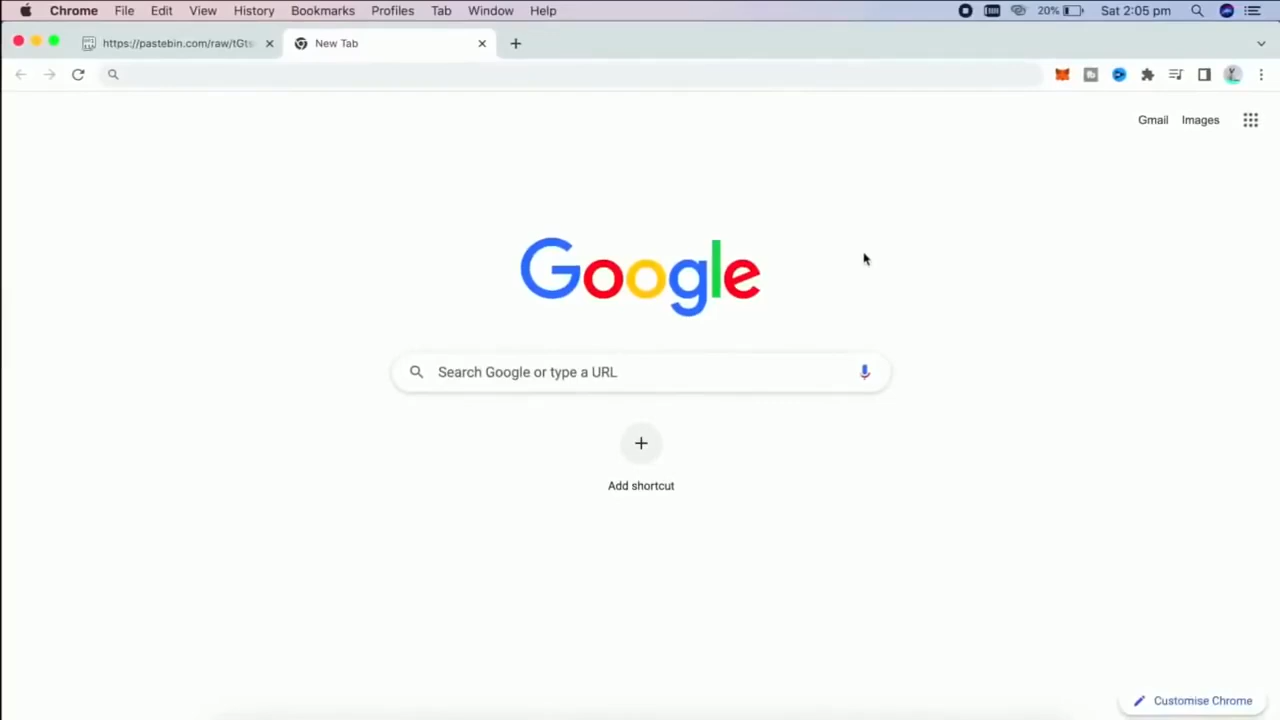 Chrome File Edit View History Bookmarks Profiles Tab Window Help 20% Sat 2:05 pm
https://pastebin.com/raw/tGts New Tab
Gmail Images
Google
Search Google or type a URL
Add shortcut
Customise Chrome